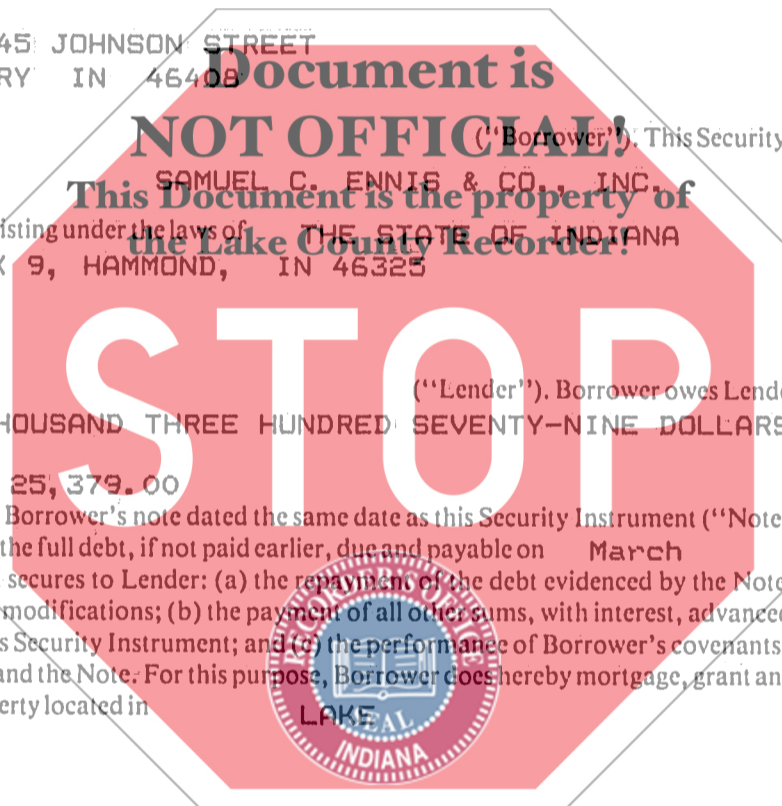 45 JOHNSON STREET
RY IN 46408
Document is
NOT OFFICIAL!
("Borrower"). This Security
SAMUEL C. ENNIS & CO., INC.
This Document is the property of
isting under the laws of THE STATE OF INDIANA
the Lake County Recorder!
9, HAMMOND, IN 46325
STOP
("Lender"). Borrower owes Lende
HOUSAND THREE HUNDRED SEVENTY-NINE DOLLARS
25,379.00
Borrower's note dated the same date as this Security Instrument ("Note
the full debt, if not paid earlier, due and payable on March
secures to Lender: (a) the repayment of the debt evidenced by the Note
modifications; (b) the payment of all other sums, with interest, advanced
s Security Instrument; and (c) the performance of Borrower's covenants
and the Note. For this purpose, Borrower does hereby mortgage, grant an
erty located in LAKE
RECORDER'S OFFICE
SEAL
INDIANA